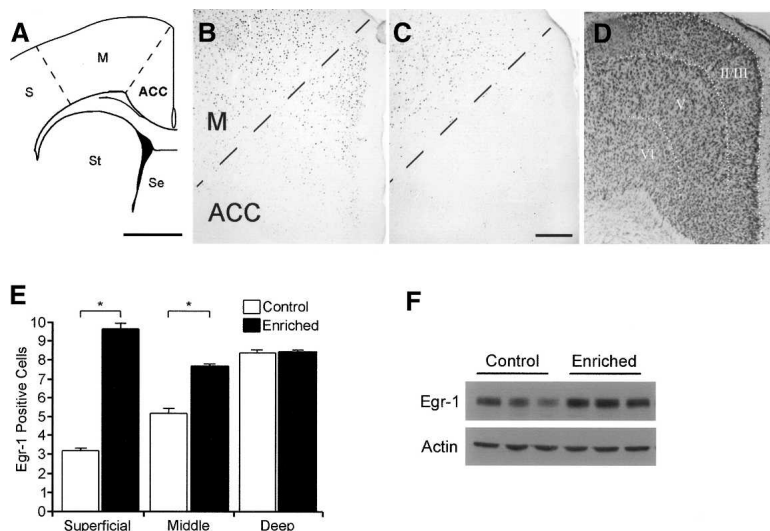 A
M
S
ACC
St
Se
B
M
ACC
C
D
II/III
V
VI
E
* *
Control
Enriched
Egr-1 Positive Cells
10
9
8
7
6
5
4
3
2
1
0
Superficial Middle Deep
F
Control Enriched
Egr-1
Actin